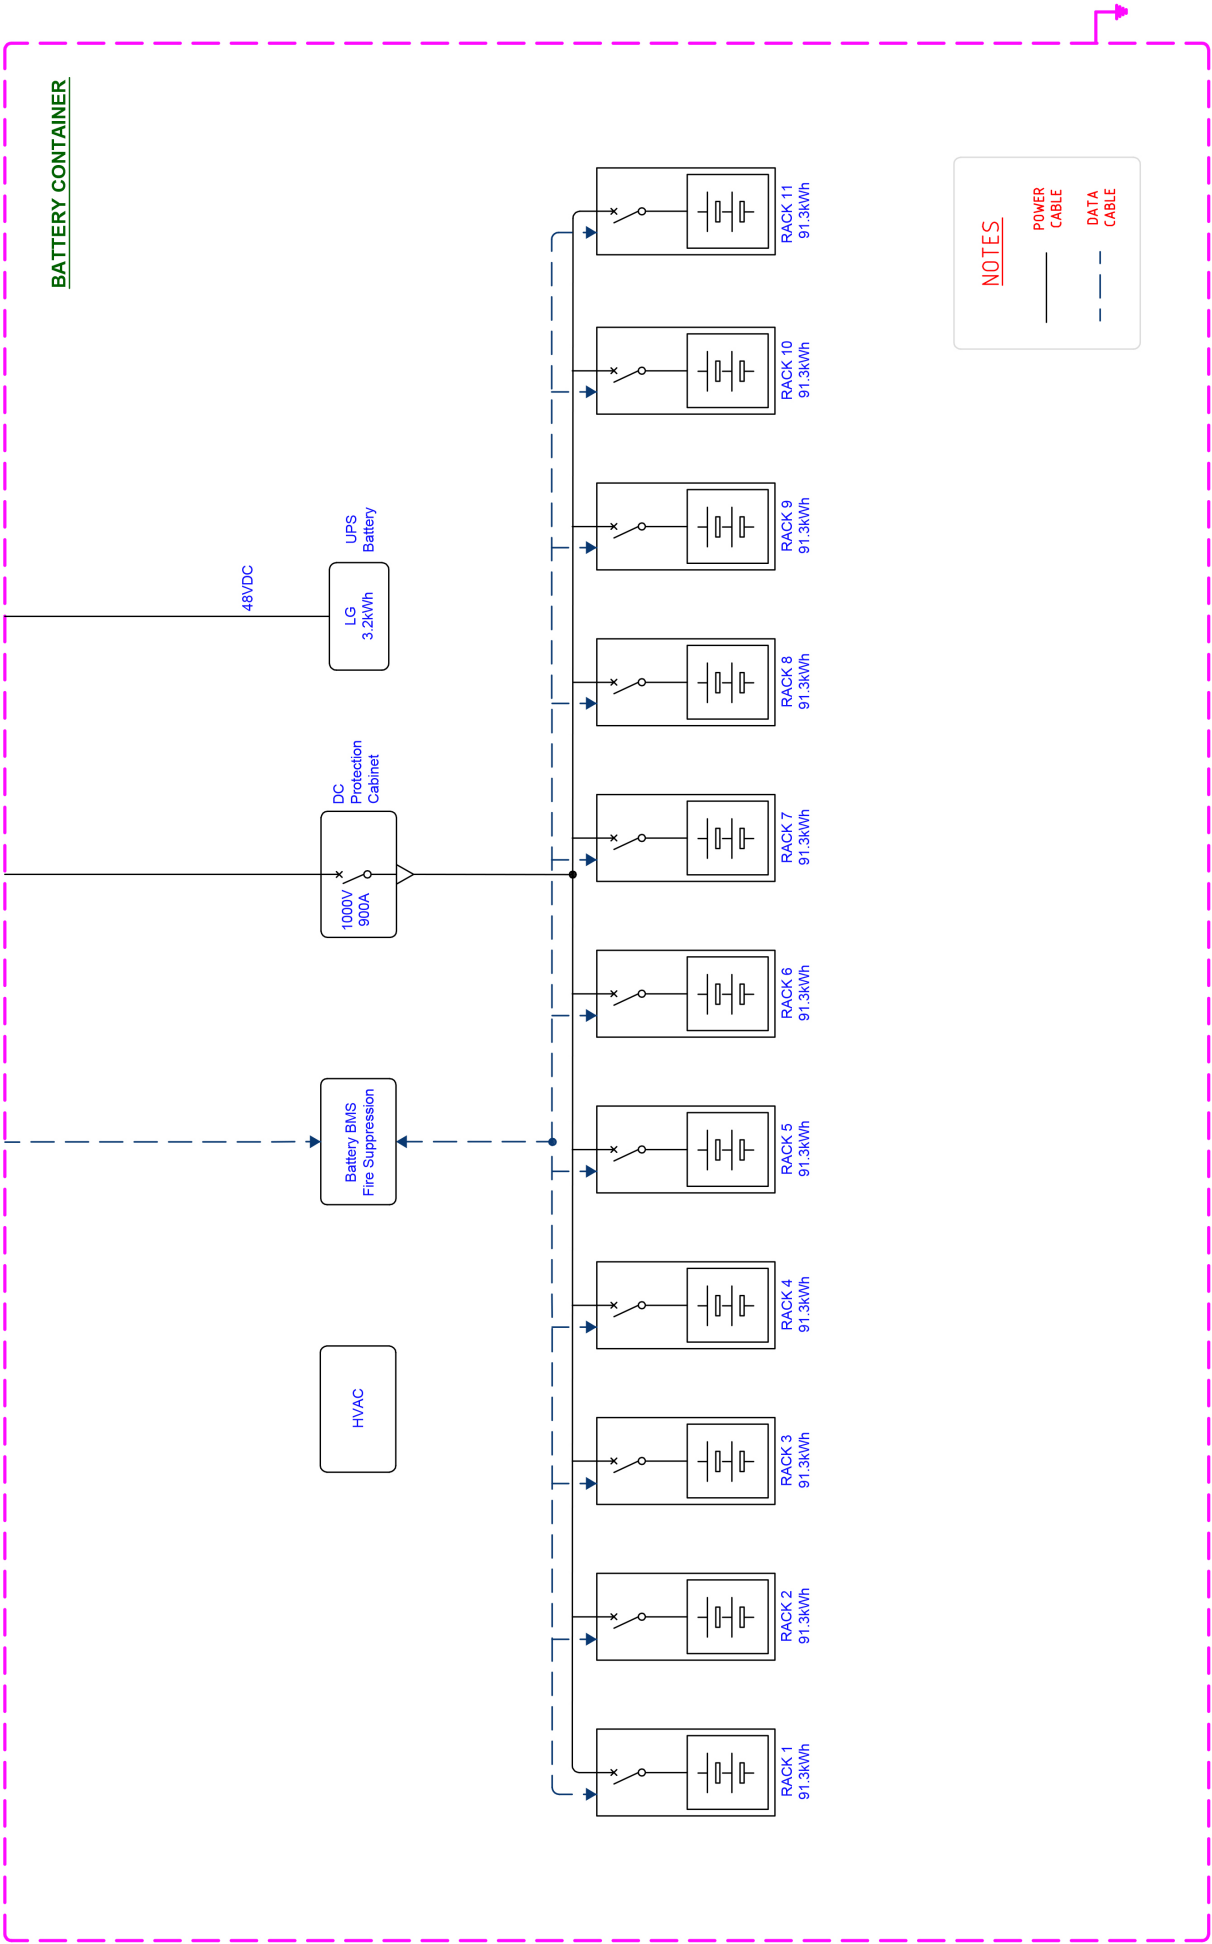 BATTERY CONTAINER
48VDC
HVAC
Battery BMS
Fire Suppression
DC
Protection
Cabinet
1000V
900A
UPS
Battery
LG
3.2kWh
RACK 1
91.3kWh
RACK 2
91.3kWh
RACK 3
91.3kWh
RACK 4
91.3kWh
RACK 5
91.3kWh
RACK 6
91.3kWh
RACK 7
91.3kWh
RACK 8
91.3kWh
RACK 9
91.3kWh
RACK 10
91.3kWh
RACK 11
91.3kWh
NOTES
POWER
CABLE
DATA
CABLE